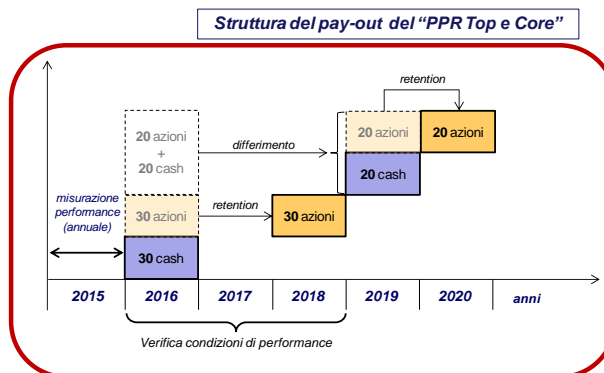 Struttura del pay-out del “PPR Top e Core”
retention
20 azioni
+
20 cash
differimento
20 azioni
20 azioni
20 cash
misurazione
performance
(annuale)
30 azioni
retention
30 azioni
30 cash
2015 2016 2017 2018 2019 2020 anni
Verifica condizioni di performance